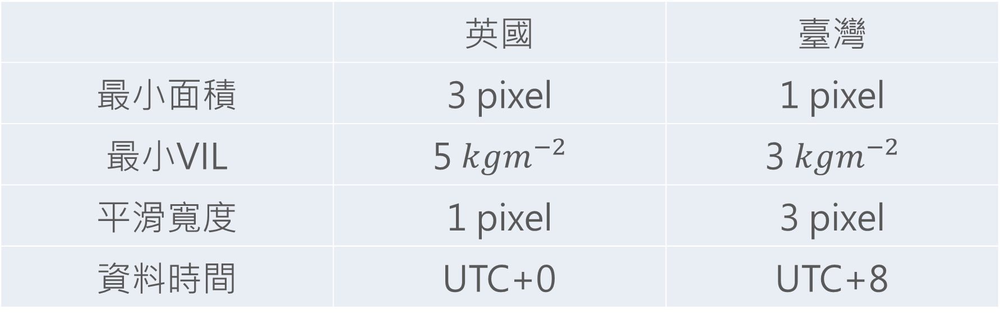 英國 臺灣
最小面積 3 pixel 1 pixel
最小VIL 5 kgm⁻² 3 kgm⁻²
平滑寬度 1 pixel 3 pixel
資料時間 UTC+0 UTC+8